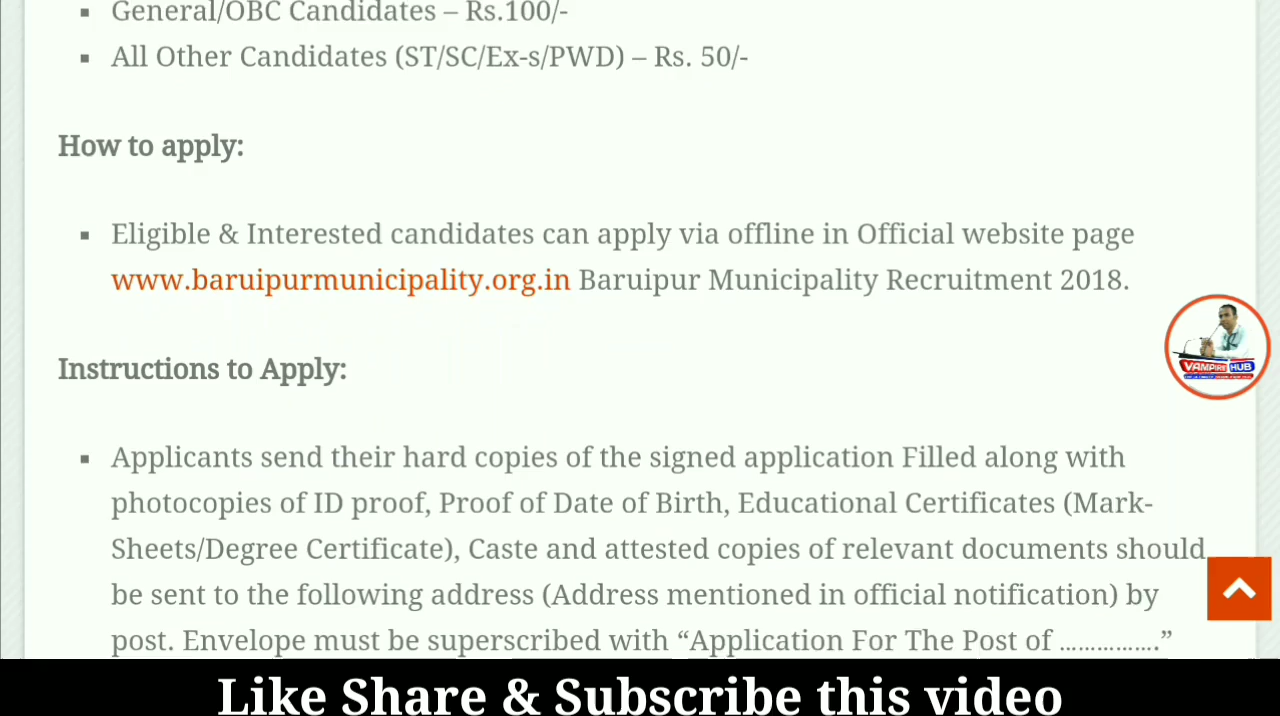 General/OBC Candidates – Rs.100/-
All Other Candidates (ST/SC/Ex-s/PWD) – Rs. 50/-
How to apply:
Eligible & Interested candidates can apply via offline in Official website page
www.baruipurmunicipality.org.in Baruipur Municipality Recruitment 2018.
Instructions to Apply:
VAMPIRE HUB
Applicants send their hard copies of the signed application Filled along with
photocopies of ID proof, Proof of Date of Birth, Educational Certificates (Mark-
Sheets/Degree Certificate), Caste and attested copies of relevant documents should
be sent to the following address (Address mentioned in official notification) by
post. Envelope must be superscribed with “Application For The Post of …………….”
Like Share & Subscribe this video